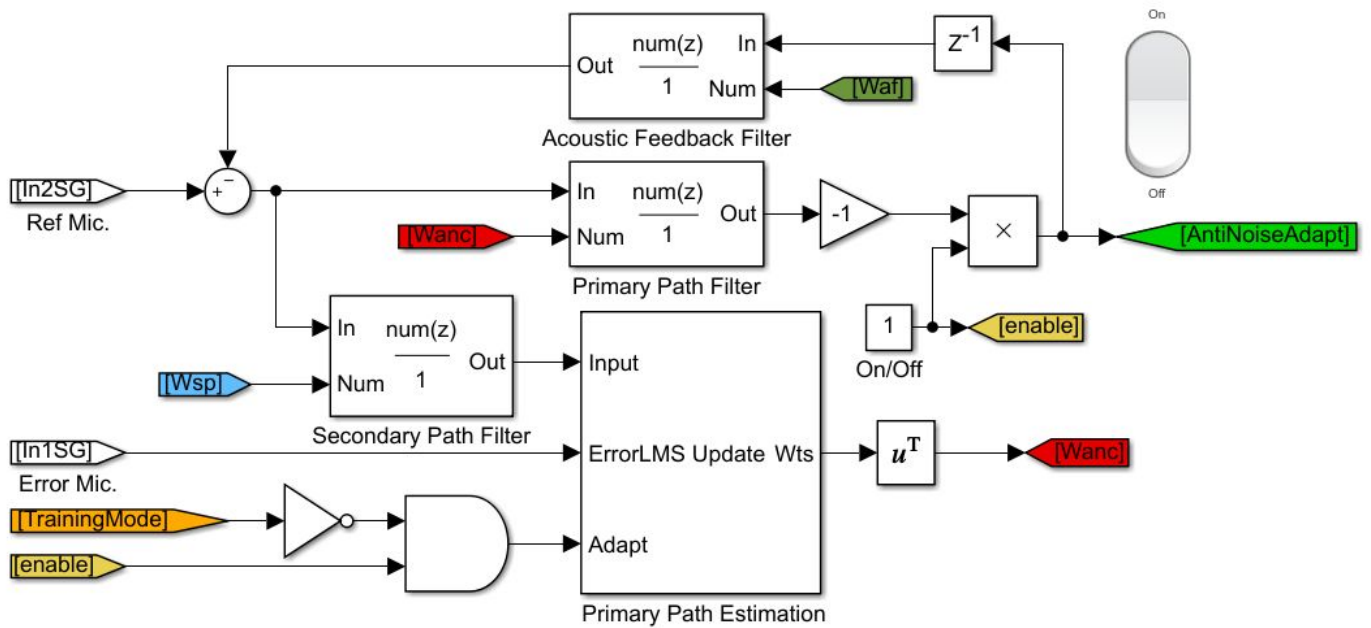 On
Off
In
Num
num(z)
1
Out
Z-1
[Waf]
Acoustic Feedback Filter
[In2SG]
Ref Mic.
+
−
[Wanc]
In
Num
num(z)
1
Out
Primary Path Filter
-1
×
[AntiNoiseAdapt]
1
On/Off
[enable]
[Wsp]
In
Num
num(z)
1
Out
Secondary Path Filter
[In1SG]
Error Mic.
[TrainingMode]
[enable]
Input
ErrorLMS Update Wts
Adapt
Primary Path Estimation
uT
[Wanc]